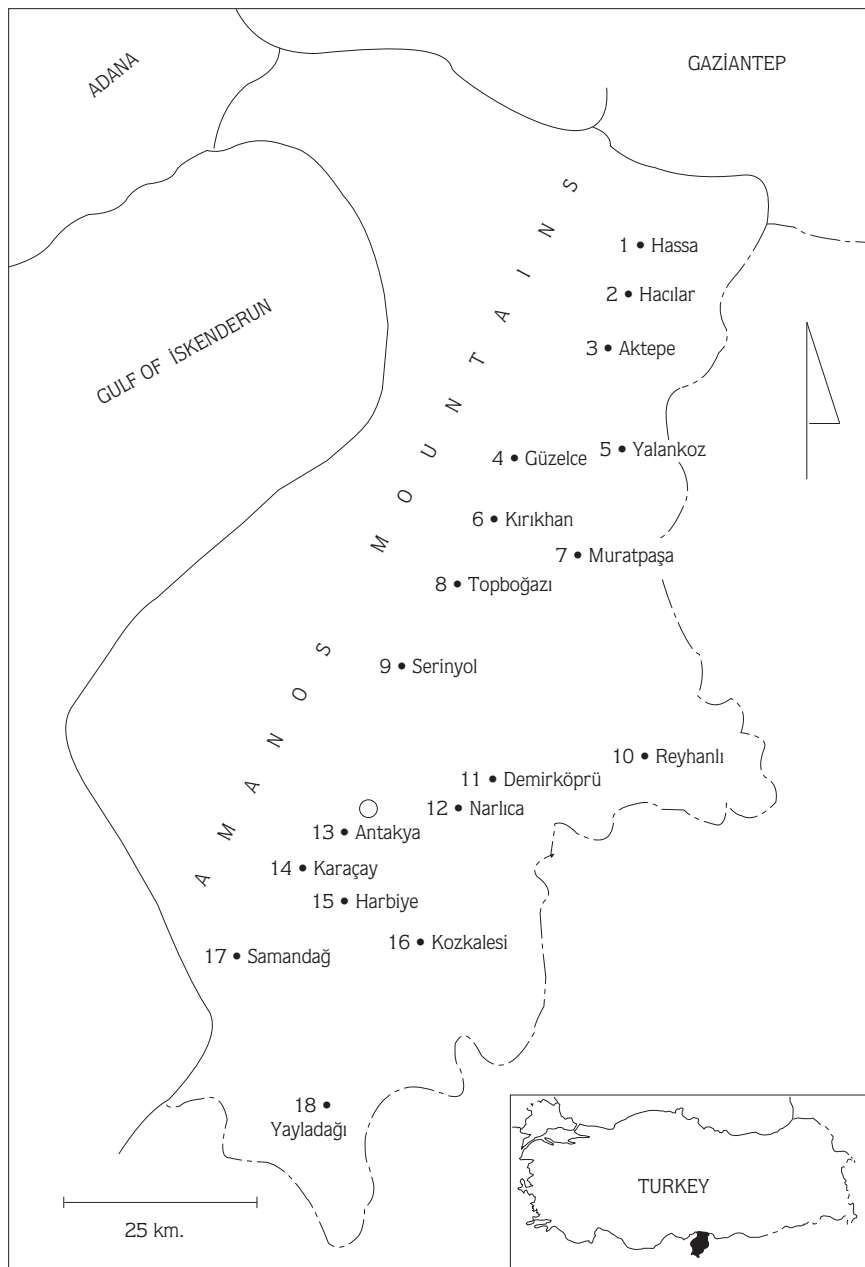 ADANA
GAZİANTEP
GULF OF İSKENDERUN
AMANOS MOUNTAINS
1 • Hassa
2 • Hacılar
3 • Aktepe
4 • Güzelce
5 • Yalankoz
6 • Kırıkhan
7 • Muratpaşa
8 • Topboğazı
9 • Serinyol
10 • Reyhanlı
11 • Demirköprü
12 • Narlıca
13 • Antakya
14 • Karaçay
15 • Harbiye
16 • Kozkalesi
17 • Samandağ
18 •
Yayladağı
25 km.
TURKEY